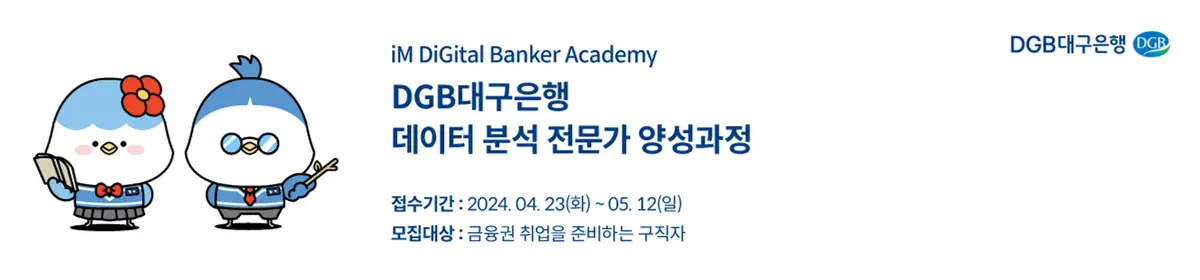 iM DiGital Banker Academy
DGB대구은행
데이터 분석 전문가 양성과정
접수기간 : 2024. 04. 23(화) ~ 05. 12(일)
모집대상 : 금융권 취업을 준비하는 구직자
DGB대구은행 DGB